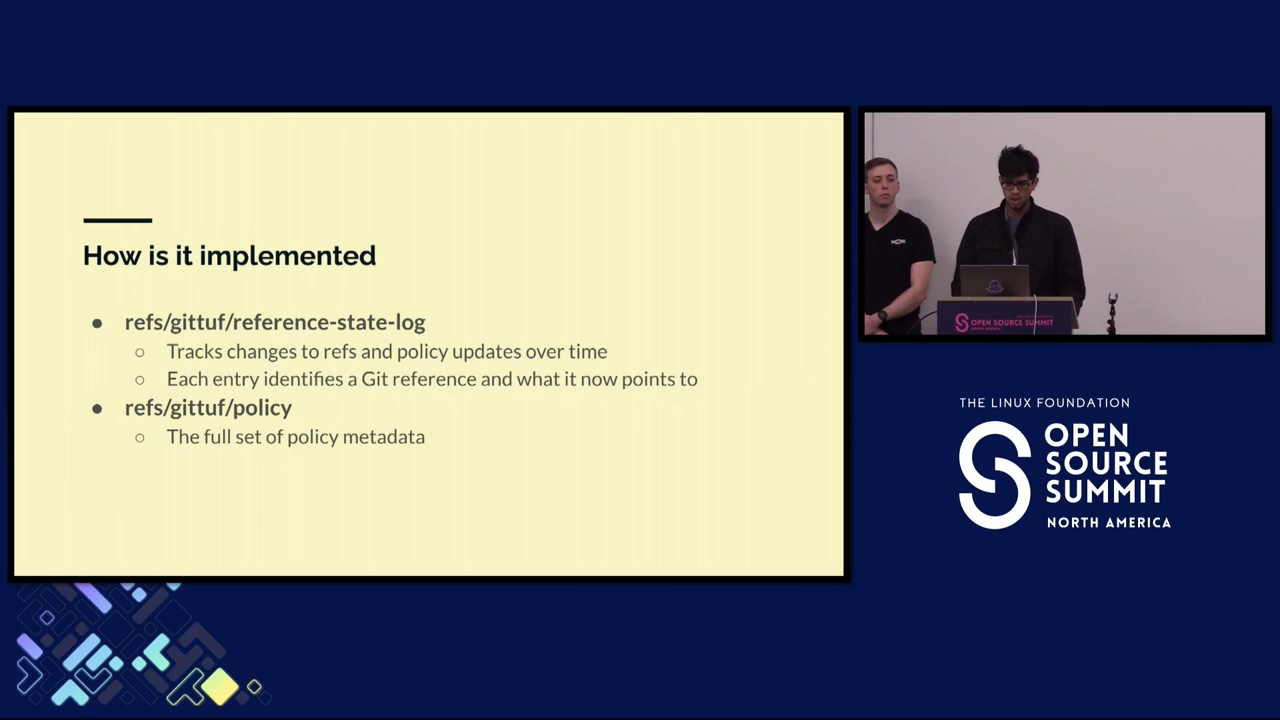 How is it implemented
● refs/gittuf/reference-state-log
○ Tracks changes to refs and policy updates over time
○ Each entry identifies a Git reference and what it now points to
● refs/gittuf/policy
○ The full set of policy metadata
OPEN SOURCE SUMMIT
NORTH AMERICA
THE LINUX FOUNDATION
OPEN
SOURCE
SUMMIT
NORTH AMERICA